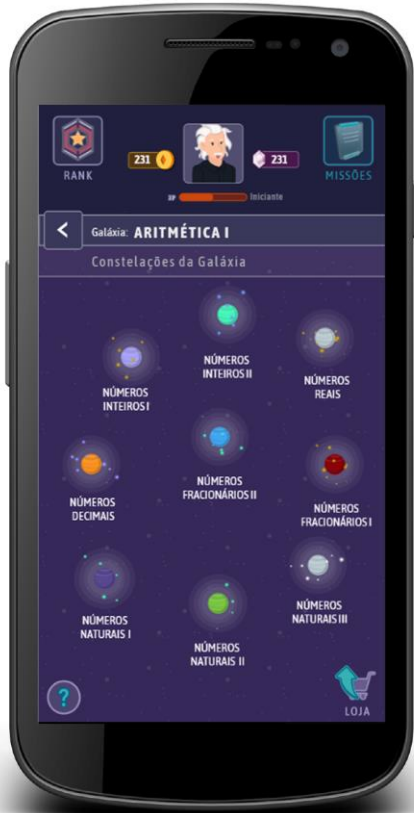 RANK
231
231
MISSÕES
XP
Iniciante
<
Galáxia: ARITMÉTICA I
Constelações da Galáxia
NÚMEROS
INTEIROS I
NÚMEROS
INTEIROS II
NÚMEROS
REAIS
NÚMEROS
DECIMAIS
NÚMEROS
FRACIONÁRIOS II
NÚMEROS
FRACIONÁRIOS I
NÚMEROS
NATURAIS I
NÚMEROS
NATURAIS II
NÚMEROS
NATURAIS III
?
LOJA